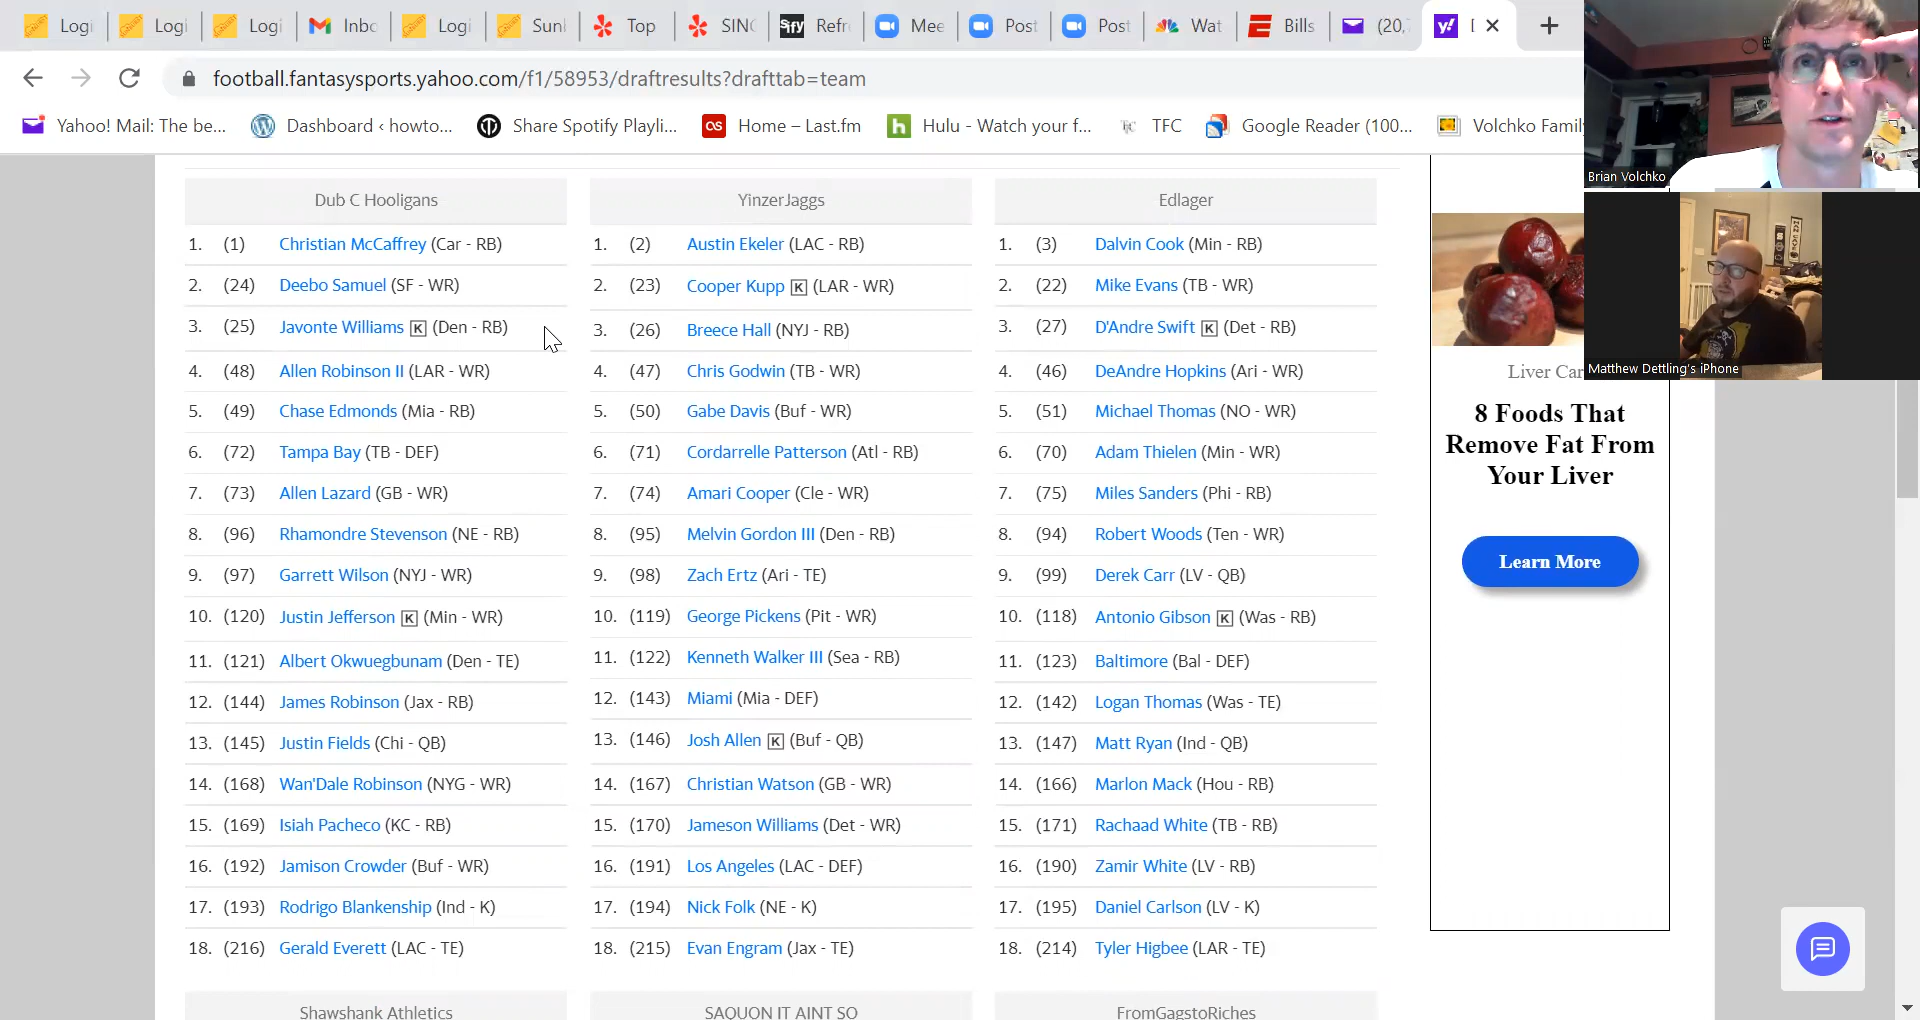 Logi
Logi
Logi
Inbo
Logi
Sunl
Top
SINC
Sify
Refr
Mee
Post
Post
Wat
Bills
(20,
football.fantasysports.yahoo.com/f1/58953/draftresults?drafttab=team
Yahoo! Mail: The be... Dashboard ‹ howto... Share Spotify Playli... Home – Last.fm Hulu - Watch your f... TFC Google Reader (100... Volchko Family
Brian Volchko
Matthew Dettling's iPhone
Dub C Hooligans
1. (1) Christian McCaffrey (Car - RB)
2. (24) Deebo Samuel (SF - WR)
3. (25) Javonte Williams K (Den - RB)
4. (48) Allen Robinson II (LAR - WR)
5. (49) Chase Edmonds (Mia - RB)
6. (72) Tampa Bay (TB - DEF)
7. (73) Allen Lazard (GB - WR)
8. (96) Rhamondre Stevenson (NE - RB)
9. (97) Garrett Wilson (NYJ - WR)
10. (120) Justin Jefferson K (Min - WR)
11. (121) Albert Okwuegbunam (Den - TE)
12. (144) James Robinson (Jax - RB)
13. (145) Justin Fields (Chi - QB)
14. (168) Wan'Dale Robinson (NYG - WR)
15. (169) Isiah Pacheco (KC - RB)
16. (192) Jamison Crowder (Buf - WR)
17. (193) Rodrigo Blankenship (Ind - K)
18. (216) Gerald Everett (LAC - TE)
YinzerJaggs
1. (2) Austin Ekeler (LAC - RB)
2. (23) Cooper Kupp K (LAR - WR)
3. (26) Breece Hall (NYJ - RB)
4. (47) Chris Godwin (TB - WR)
5. (50) Gabe Davis (Buf - WR)
6. (71) Cordarrelle Patterson (Atl - RB)
7. (74) Amari Cooper (Cle - WR)
8. (95) Melvin Gordon III (Den - RB)
9. (98) Zach Ertz (Ari - TE)
10. (119) George Pickens (Pit - WR)
11. (122) Kenneth Walker III (Sea - RB)
12. (143) Miami (Mia - DEF)
13. (146) Josh Allen K (Buf - QB)
14. (167) Christian Watson (GB - WR)
15. (170) Jameson Williams (Det - WR)
16. (191) Los Angeles (LAC - DEF)
17. (194) Nick Folk (NE - K)
18. (215) Evan Engram (Jax - TE)
Edlager
1. (3) Dalvin Cook (Min - RB)
2. (22) Mike Evans (TB - WR)
3. (27) D'Andre Swift K (Det - RB)
4. (46) DeAndre Hopkins (Ari - WR)
5. (51) Michael Thomas (NO - WR)
6. (70) Adam Thielen (Min - WR)
7. (75) Miles Sanders (Phi - RB)
8. (94) Robert Woods (Ten - WR)
9. (99) Derek Carr (LV - QB)
10. (118) Antonio Gibson K (Was - RB)
11. (123) Baltimore (Bal - DEF)
12. (142) Logan Thomas (Was - TE)
13. (147) Matt Ryan (Ind - QB)
14. (166) Marlon Mack (Hou - RB)
15. (171) Rachaad White (TB - RB)
16. (190) Zamir White (LV - RB)
17. (195) Daniel Carlson (LV - K)
18. (214) Tyler Higbee (LAR - TE)
Liver Car
8 Foods That
Remove Fat From
Your Liver
Learn More
Shawshank Athletics
SAQUON IT AINT SO
FromGagstoRiches